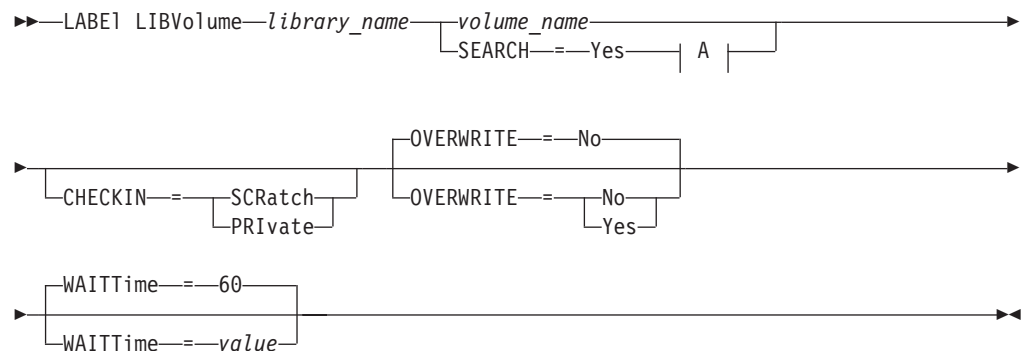 LABEl LIBVolume library_name volume_name
SEARCH = Yes A
OVERWRITE = No
CHECKIN = SCRatch OVERWRITE = No
PRIvate Yes
WAITTime = 60
WAITTime = value